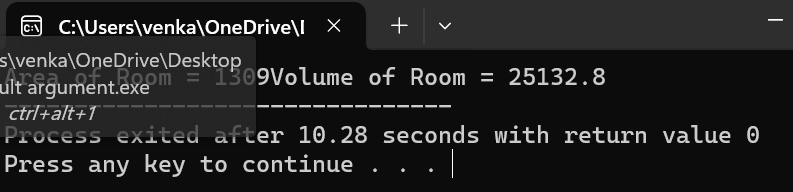 C:\Users\venka\OneDrive\
s\venka\OneDrive\Desktop
Area of Room = 1309Volume of Room = 25132.8
ult argument.exe
--------------------------------
ctrl+alt+1
Process exited after 10.28 seconds with return value 0
Press any key to continue . . .